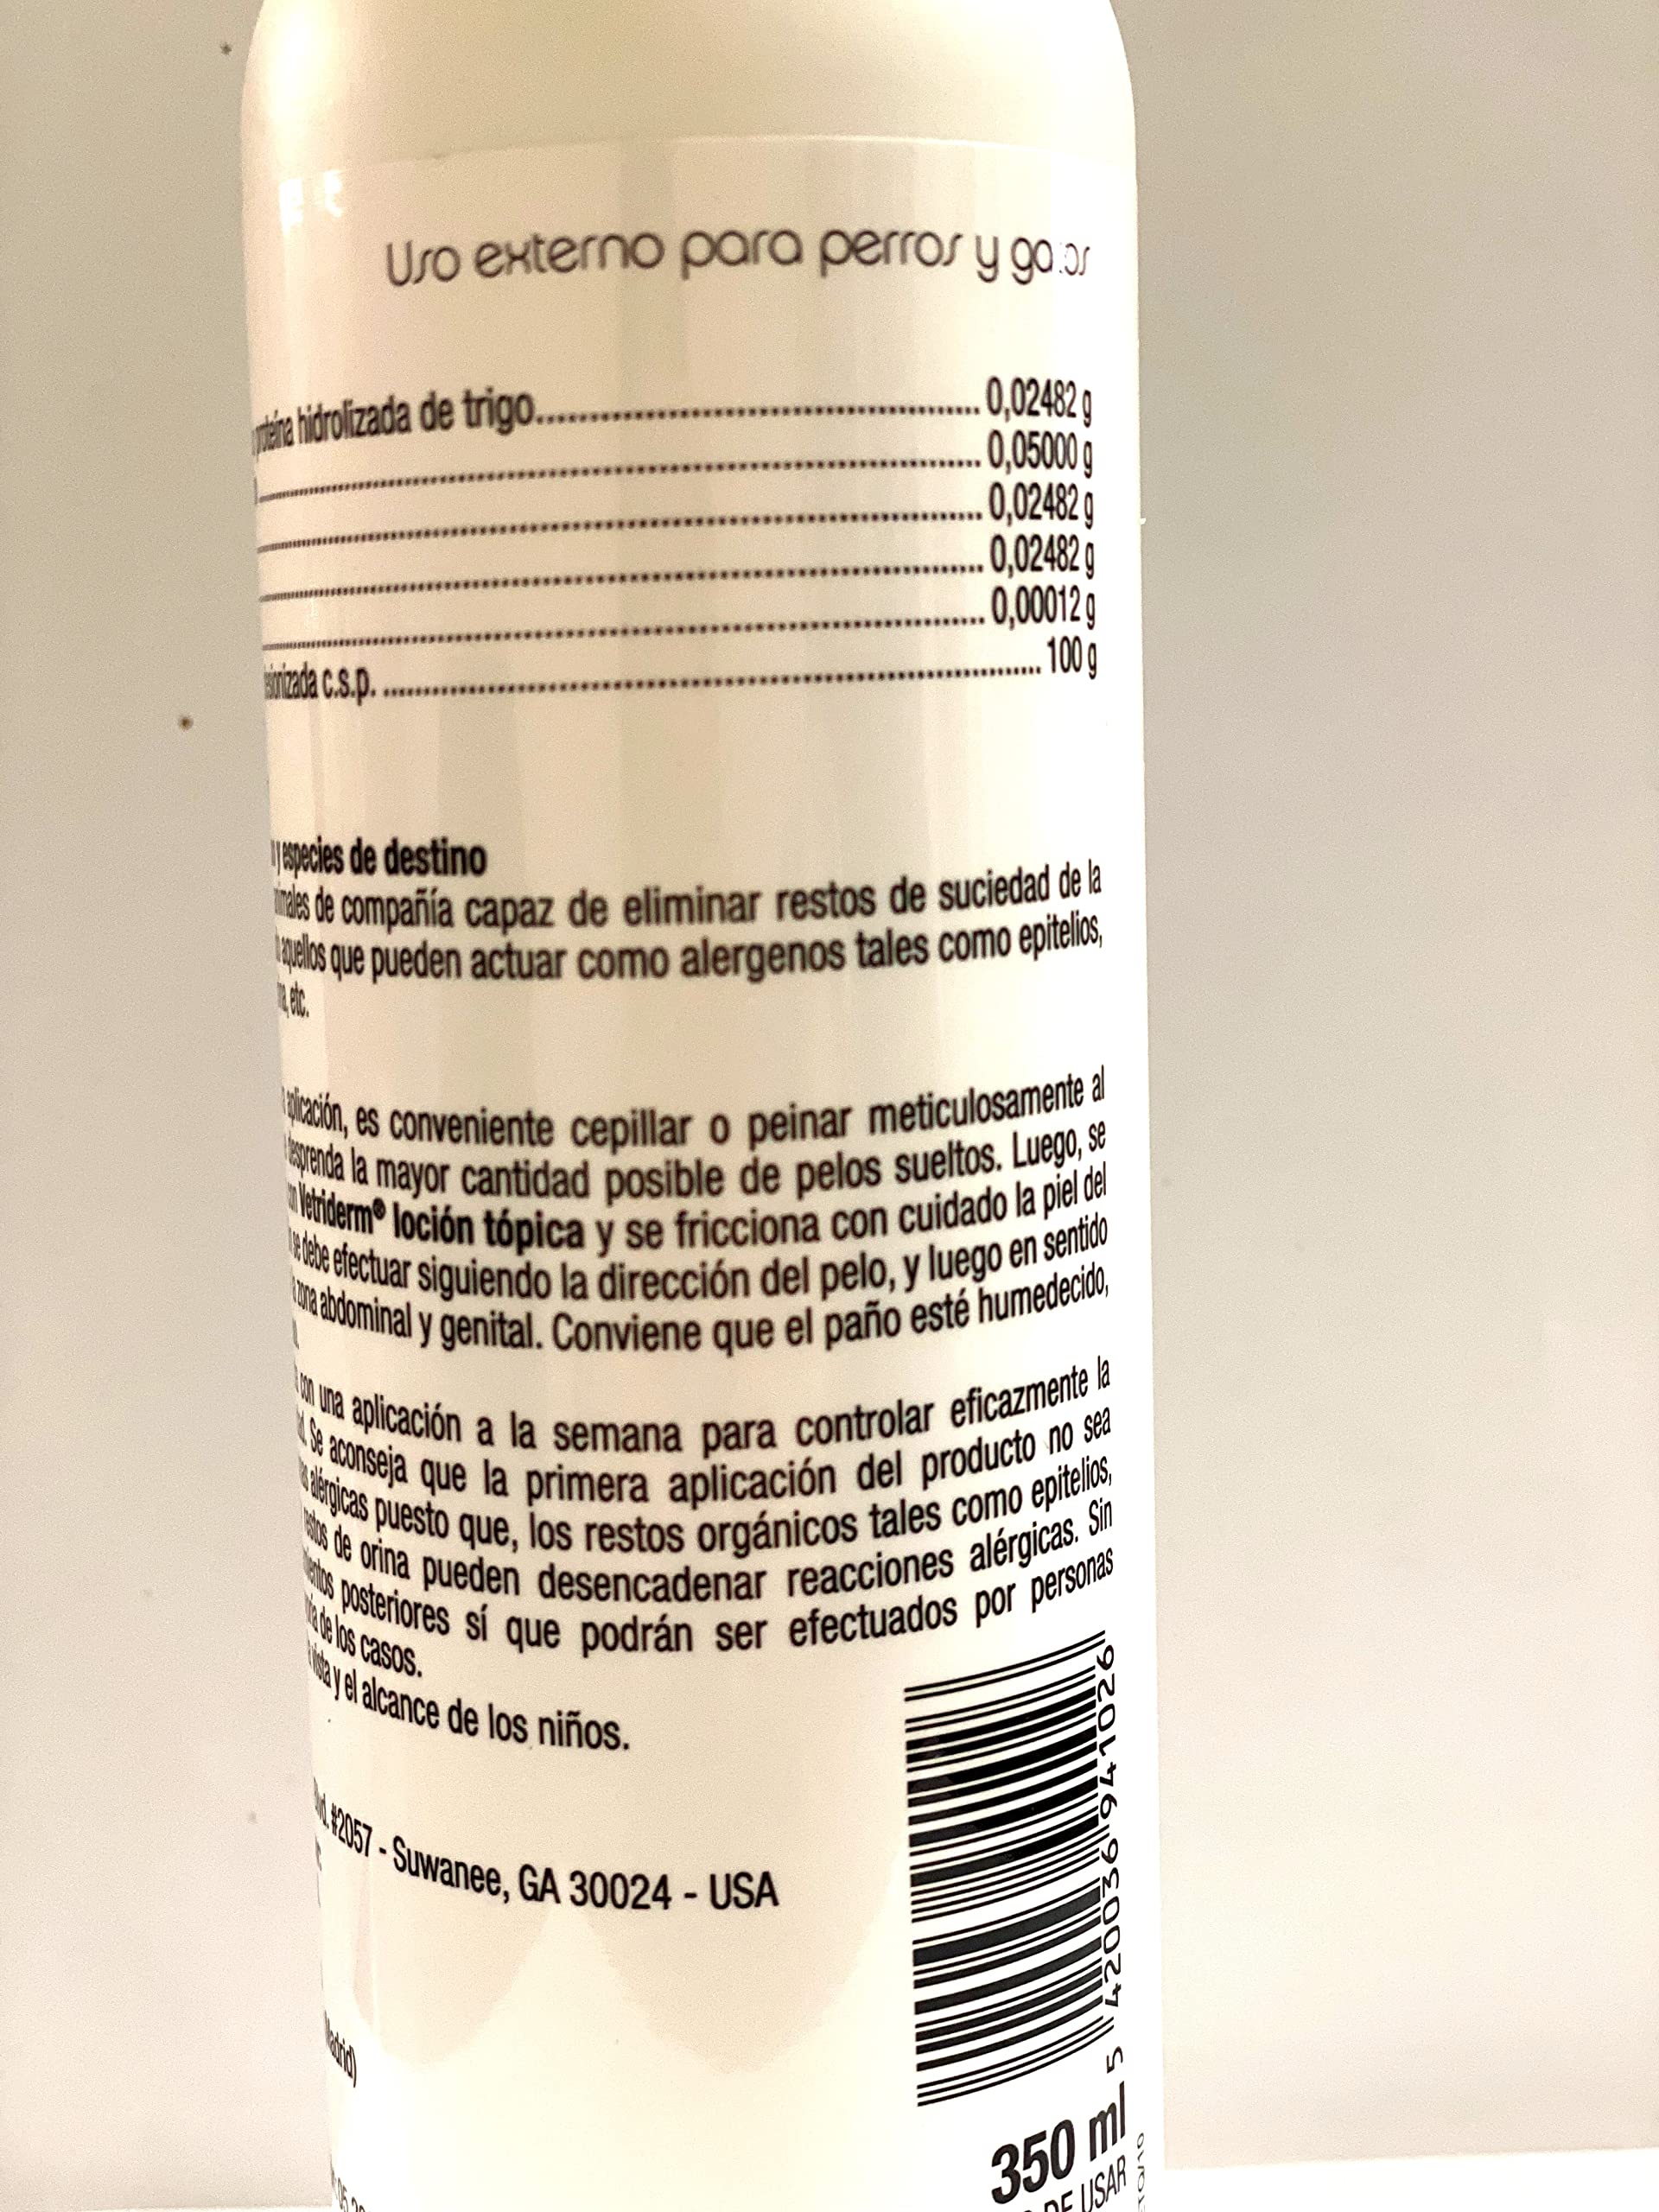 Uso externo para perros y gatos
proteína hidrolizada de trigo.................................................. 0,02482 g
.................................................. 0,05000 g
.................................................. 0,02482 g
.................................................. 0,02482 g
.................................................. 0,00012 g
c.s.p. .................................................. 100 g
y especies de destino
de compañía capaz de eliminar restos de suciedad de la
aquellos que pueden actuar como alergenos tales como epitelios,
etc.
aplicación, es conveniente cepillar o peinar meticulosamente al
desprenda la mayor cantidad posible de pelos sueltos. Luego, se
Vetriderm® loción tópica y se fricciona con cuidado la piel del
se debe efectuar siguiendo la dirección del pelo, y luego en sentido
zona abdominal y genital. Conviene que el paño esté humedecido,
con una aplicación a la semana para controlar eficazmente la
Se aconseja que la primera aplicación del producto no sea
alérgicas puesto que, los restos orgánicos tales como epitelios,
de orina pueden desencadenar reacciones alérgicas. Sin
posteriores sí que podrán ser efectuados por personas
de los casos.
vista y el alcance de los niños.
#2057 - Suwanee, GA 30024 - USA
Madrid)
5 420036 941026
350 ml
DE USAR